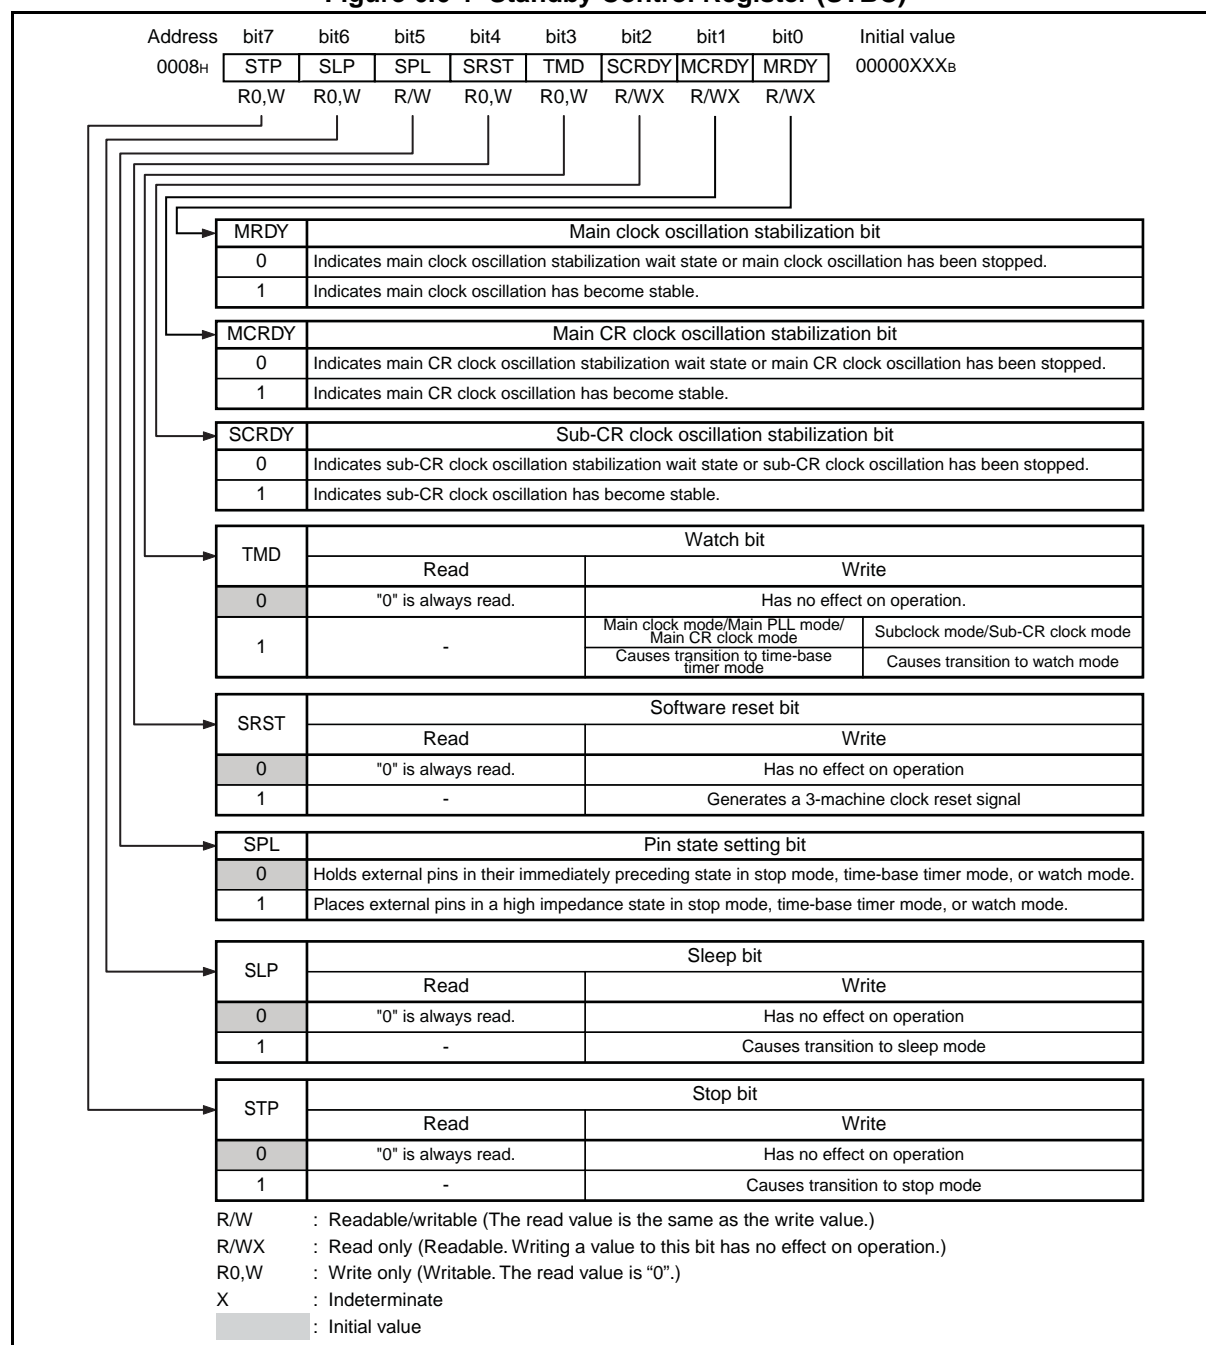 Figure 6.6-1 Standby Control Register (STBC)
Address bit7 bit6 bit5 bit4 bit3 bit2 bit1 bit0 Initial value
0008H STP SLP SPL SRST TMD SCRDY MCRDY MRDY 00000XXXB
R0,W R0,W R/W R0,W R0,W R/WX R/WX R/WX
MRDY Main clock oscillation stabilization bit
0 Indicates main clock oscillation stabilization wait state or main clock oscillation has been stopped.
1 Indicates main clock oscillation has become stable.
MCRDY Main CR clock oscillation stabilization bit
0 Indicates main CR clock oscillation stabilization wait state or main CR clock oscillation has been stopped.
1 Indicates main CR clock oscillation has become stable.
SCRDY Sub-CR clock oscillation stabilization bit
0 Indicates sub-CR clock oscillation stabilization wait state or sub-CR clock oscillation has been stopped.
1 Indicates sub-CR clock oscillation has become stable.
TMD Watch bit
Read Write
0 "0" is always read. Has no effect on operation.
1 - Main clock mode/Main PLL mode/
Main CR clock mode Subclock mode/Sub-CR clock mode
Causes transition to time-base
timer mode Causes transition to watch mode
SRST Software reset bit
Read Write
0 "0" is always read. Has no effect on operation
1 - Generates a 3-machine clock reset signal
SPL Pin state setting bit
0 Holds external pins in their immediately preceding state in stop mode, time-base timer mode, or watch mode.
1 Places external pins in a high impedance state in stop mode, time-base timer mode, or watch mode.
SLP Sleep bit
Read Write
0 "0" is always read. Has no effect on operation
1 - Causes transition to sleep mode
STP Stop bit
Read Write
0 "0" is always read. Has no effect on operation
1 - Causes transition to stop mode
R/W : Readable/writable (The read value is the same as the write value.)
R/WX : Read only (Readable. Writing a value to this bit has no effect on operation.)
R0,W : Write only (Writable. The read value is “0”.)
X : Indeterminate
: Initial value